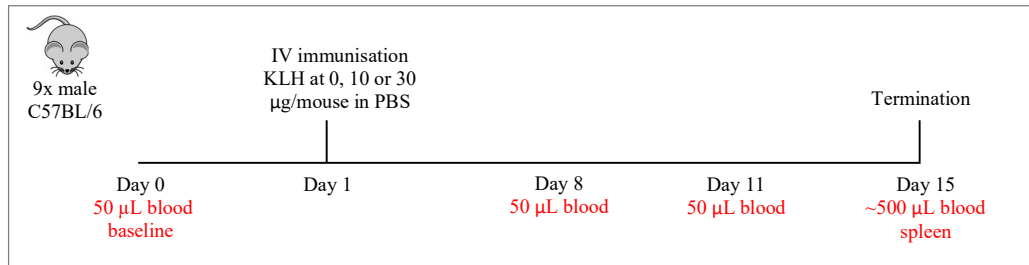 9x male
C57BL/6
IV immunisation
KLH at 0, 10 or 30
µg/mouse in PBS
Termination
Day 0
50 µL blood
baseline
Day 1
Day 8
50 µL blood
Day 11
50 µL blood
Day 15
~500 µL blood
spleen